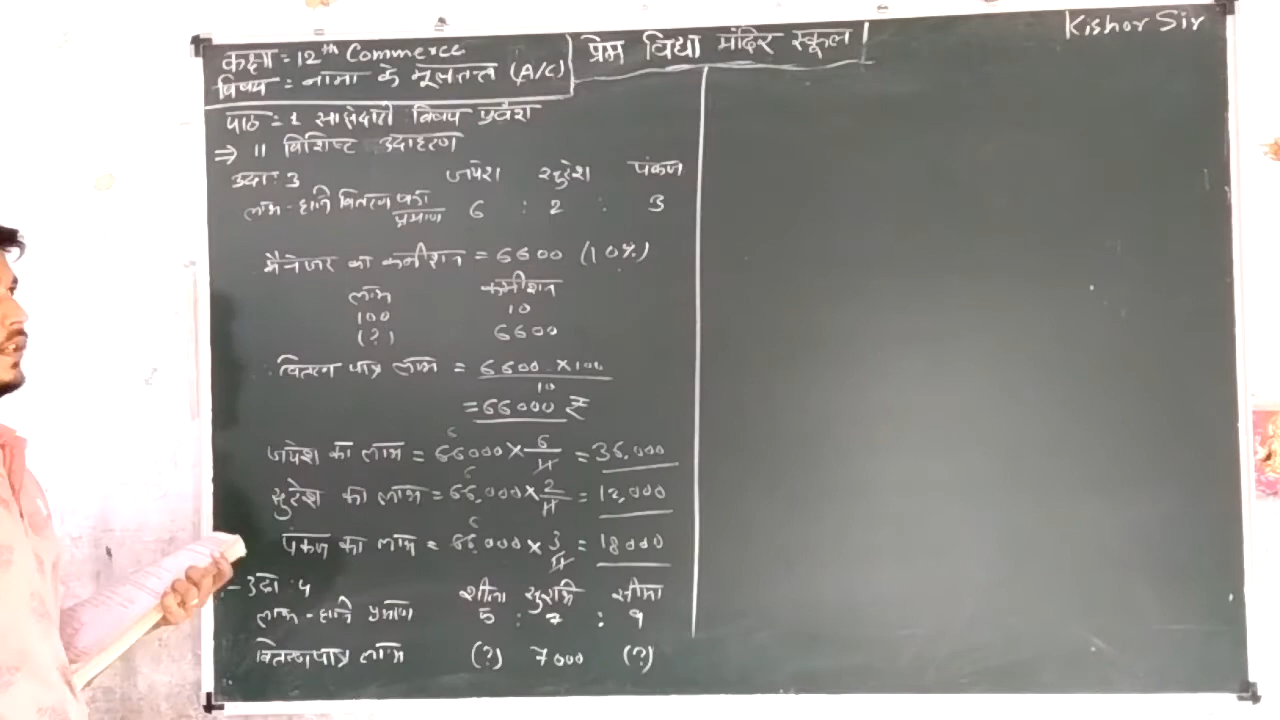 कक्षा = 12th Commerce
विषय = नामा के मूलतत्व (A/C)
प्रेम विद्या मंदिर स्कूल
Kishor Sir
पाठ = 1 साझेदारी विषय प्रवेश
⇒ 11 विशिष्ट उदाहरण
उदा: 3 जपेश सुरेश पंकज
लाभ-हानि वितरण का प्रमाण 6 : 2 : 3
मैनेजर का कमीशन = 6600 (10%)
लाभ कमीशन
100 10
(?) 6600
वितरण पात्र लाभ = 6600 × 100
10
= 66000 ₹
जपेश का लाभ = 66000 × 6/11 = 36,000
सुरेश का लाभ = 66,000 × 2/11 = 12,000
पंकज का लाभ = 66,000 × 3/11 = 18000
- उदा : 4 शीला सुरभि सीमा
लाभ-हानि प्रमाण 5 : 7 : 9
वितरणपात्र लाभ (?) 7000 (?)